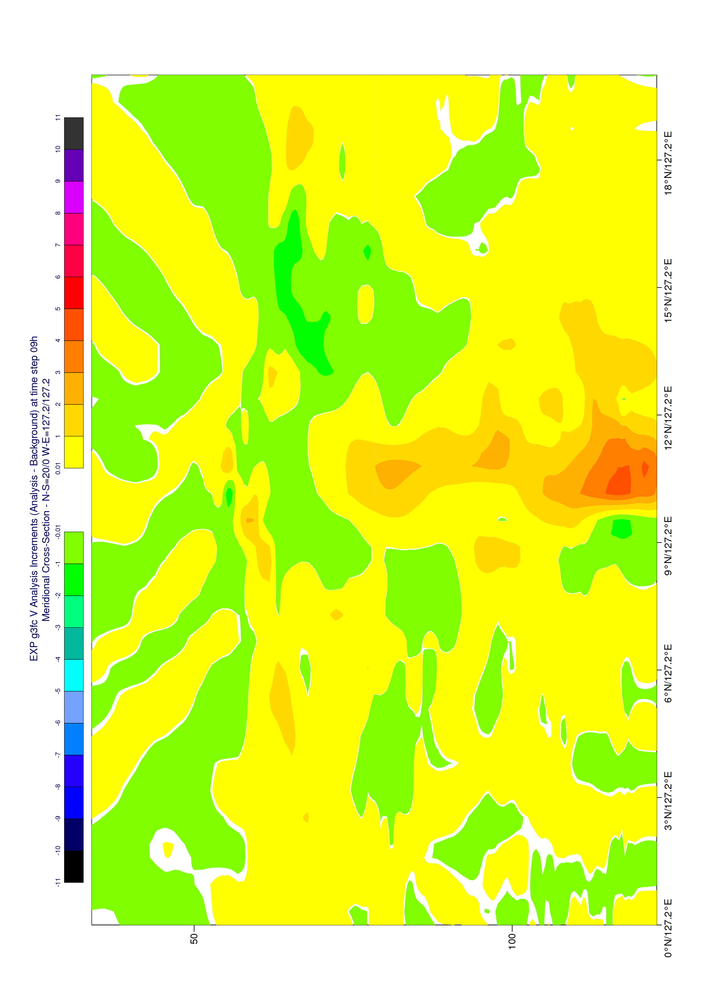 EXP g3fc V Analysis Increments (Analysis - Background) at time step 09h
Meridional Cross-Section - N-S=20/0 W-E=127.2/127.2
-11 -10 -9 -8 -7 -6 -5 -4 -3 -2 -1 -0.01 0.01 1 2 3 4 5 6 7 8 9 10 11
50
100
0°N/127.2°E 3°N/127.2°E 6°N/127.2°E 9°N/127.2°E 12°N/127.2°E 15°N/127.2°E 18°N/127.2°E